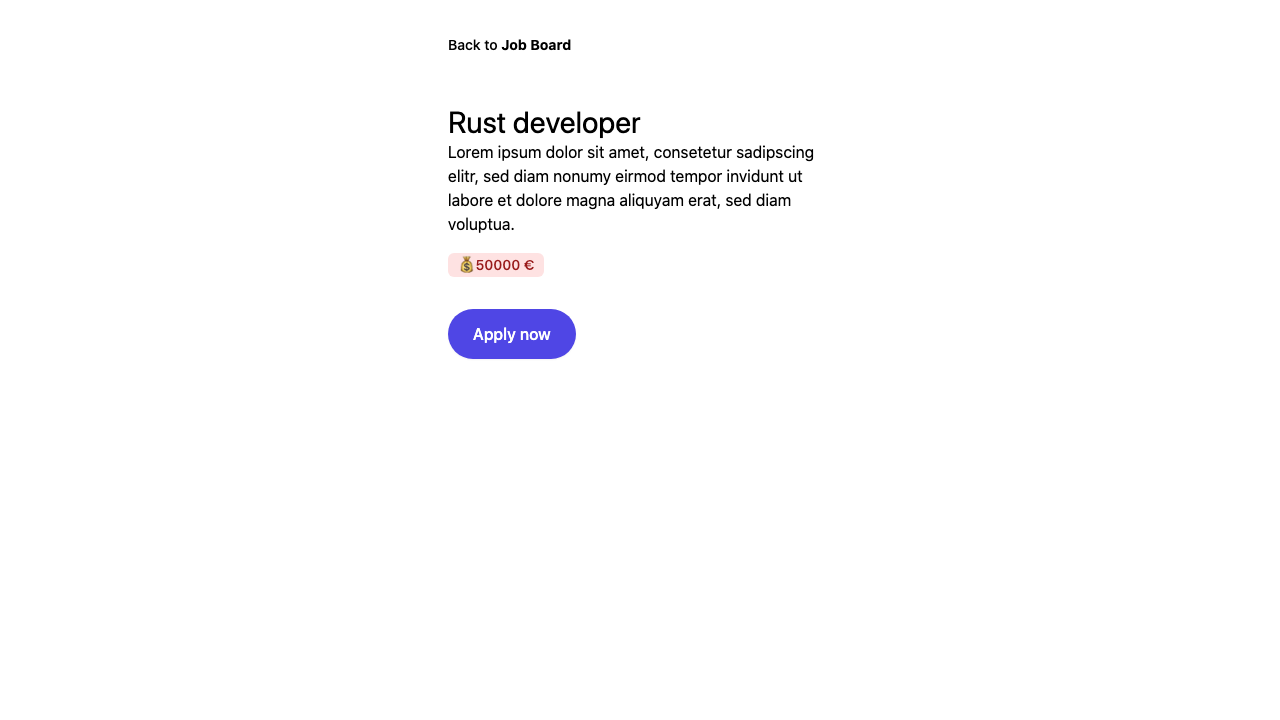 Back to Job Board
Rust developer
Lorem ipsum dolor sit amet, consetetur sadipscing
elitr, sed diam nonumy eirmod tempor invidunt ut
labore et dolore magna aliquyam erat, sed diam
voluptua.
💰50000 €
Apply now